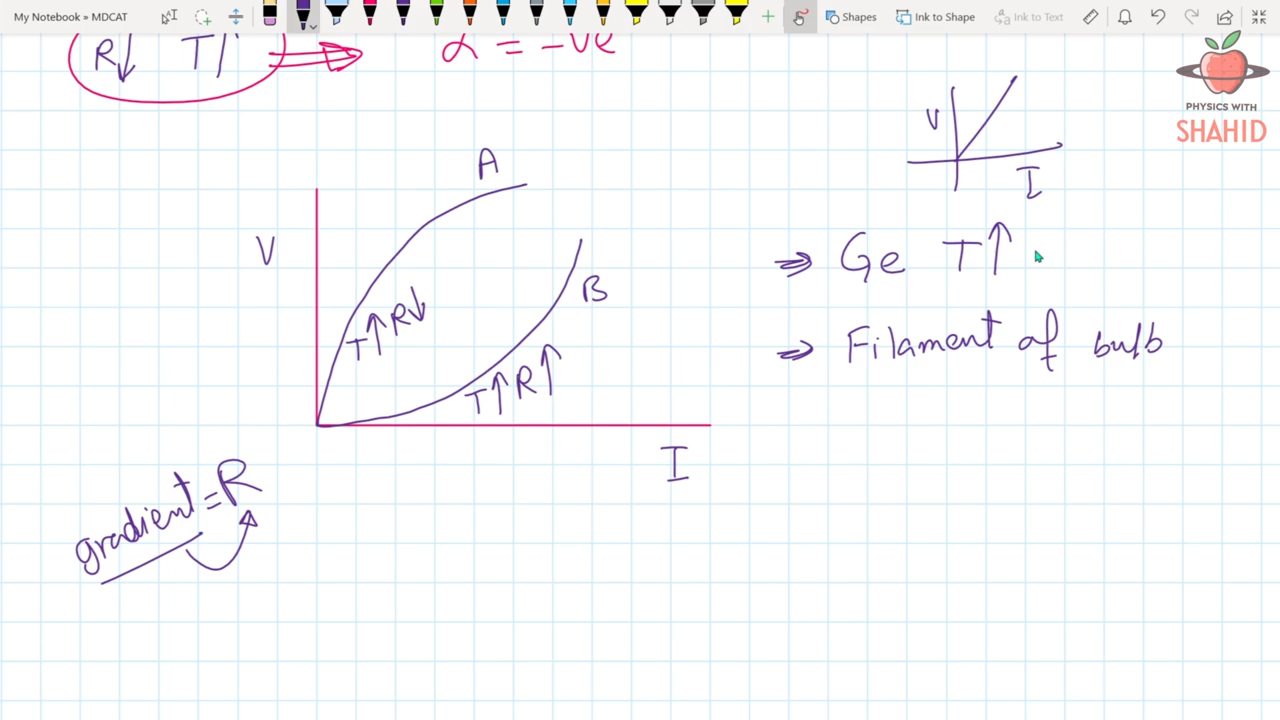 My Notebook » MDCAT
Shapes
Ink to Shape
Ink to Text
R↓ T↑ ⇒ α = -ve
PHYSICS WITH
SHAHID
V
I
A
V
B
T↑ R↓
T↑ R↑
I
⇒ Ge T↑
⇒ Filament of bulb
gradient = R